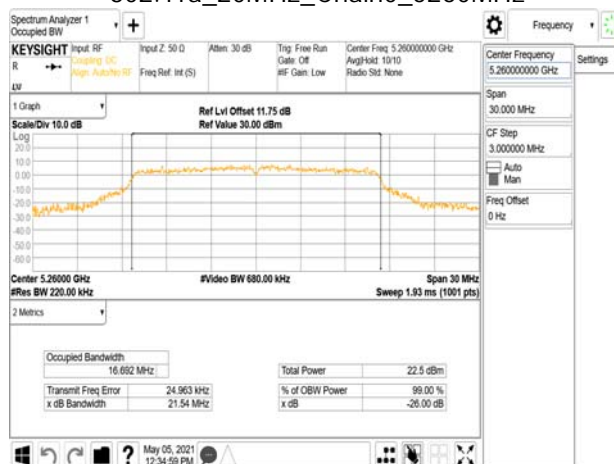 802.11a_20MHz_Chain0_5260MHz
Spectrum Analyzer 1
Occupied BW
+
Frequency
KEYSIGHT
Input: RF
Input Z: 50 Ω
Atten: 30 dB
Trig: Free Run
Center Freq: 5.260000000 GHz
R
Coupling: DC
Gate: Off
Avg|Hold: 10/10
Align: Auto/No RF
Freq Ref: Int (S)
#IF Gain: Low
Radio Std: None
LVI
Center Frequency
5.260000000 GHz
Settings
Span
30.000 MHz
CF Step
3.000000 MHz
Auto
Man
Freq Offset
0 Hz
1 Graph
Ref Lvl Offset 11.75 dB
Scale/Div 10.0 dB
Ref Value 30.00 dBm
Log
20.0
10.0
0.00
-10.0
-20.0
-30.0
-40.0
-50.0
-60.0
Center 5.26000 GHz
#Video BW 680.00 kHz
Span 30 MHz
#Res BW 220.00 kHz
Sweep 1.93 ms (1001 pts)
2 Metrics
Occupied Bandwidth
16.692 MHz
Total Power
22.5 dBm
Transmit Freq Error
24.963 kHz
% of OBW Power
99.00 %
x dB Bandwidth
21.54 MHz
x dB
-26.00 dB
?
May 05, 2021
12:34:59 PM